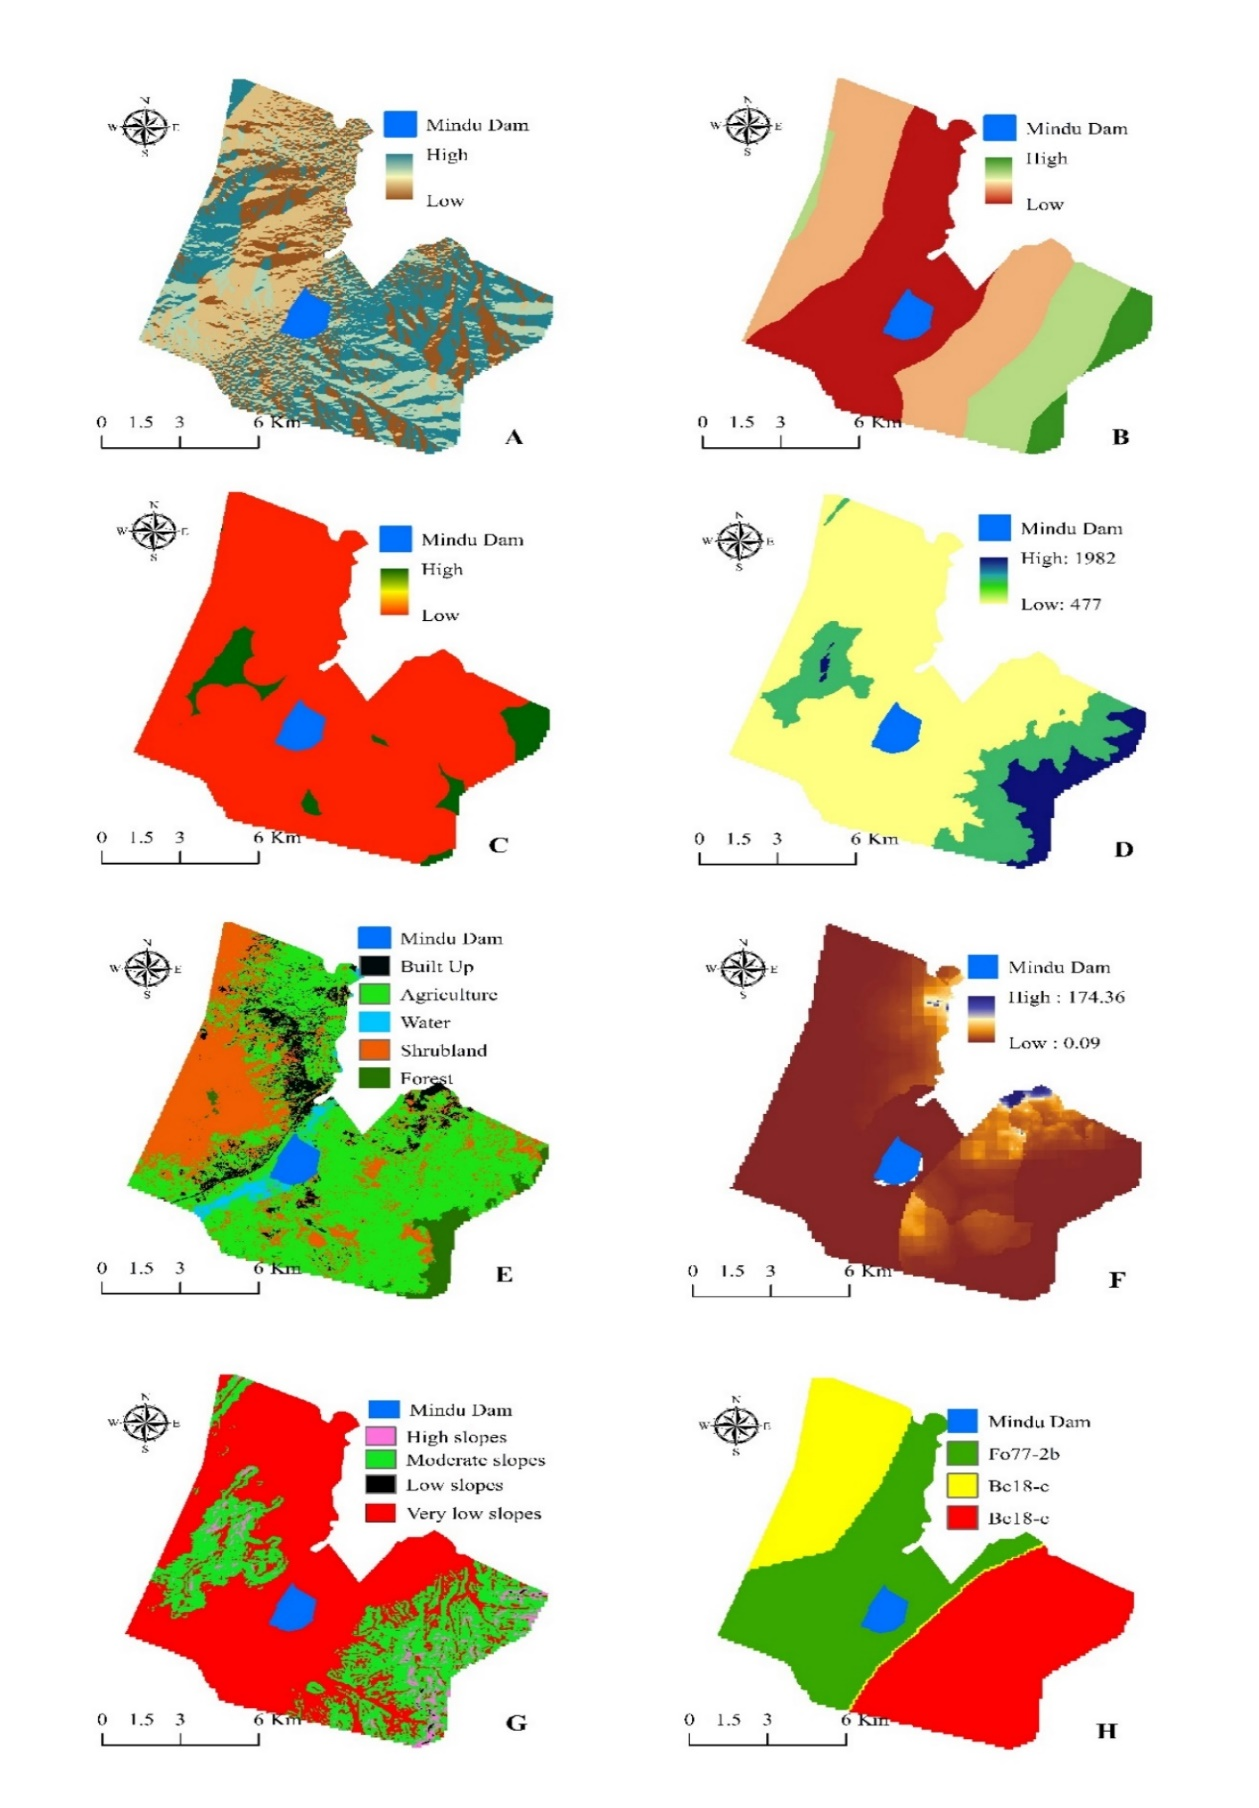 N
W E
S
Mindu Dam
High
Low
0 1.5 3 6 Km
A
N
W E
S
Mindu Dam
High
Low
0 1.5 3 6 Km
B
N
W E
S
Mindu Dam
High
Low
0 1.5 3 6 Km
C
N
W E
S
Mindu Dam
High: 1982
Low: 477
0 1.5 3 6 Km
D
N
W E
S
Mindu Dam
Built Up
Agriculture
Water
Shrubland
Forest
0 1.5 3 6 Km
E
N
W E
S
Mindu Dam
High : 174.36
Low : 0.09
0 1.5 3 6 Km
F
N
W E
S
Mindu Dam
High slopes
Moderate slopes
Low slopes
Very low slopes
0 1.5 3 6 Km
G
N
W E
S
Mindu Dam
Fo77-2b
Be18-c
Be18-c
0 1.5 3 6 Km
H